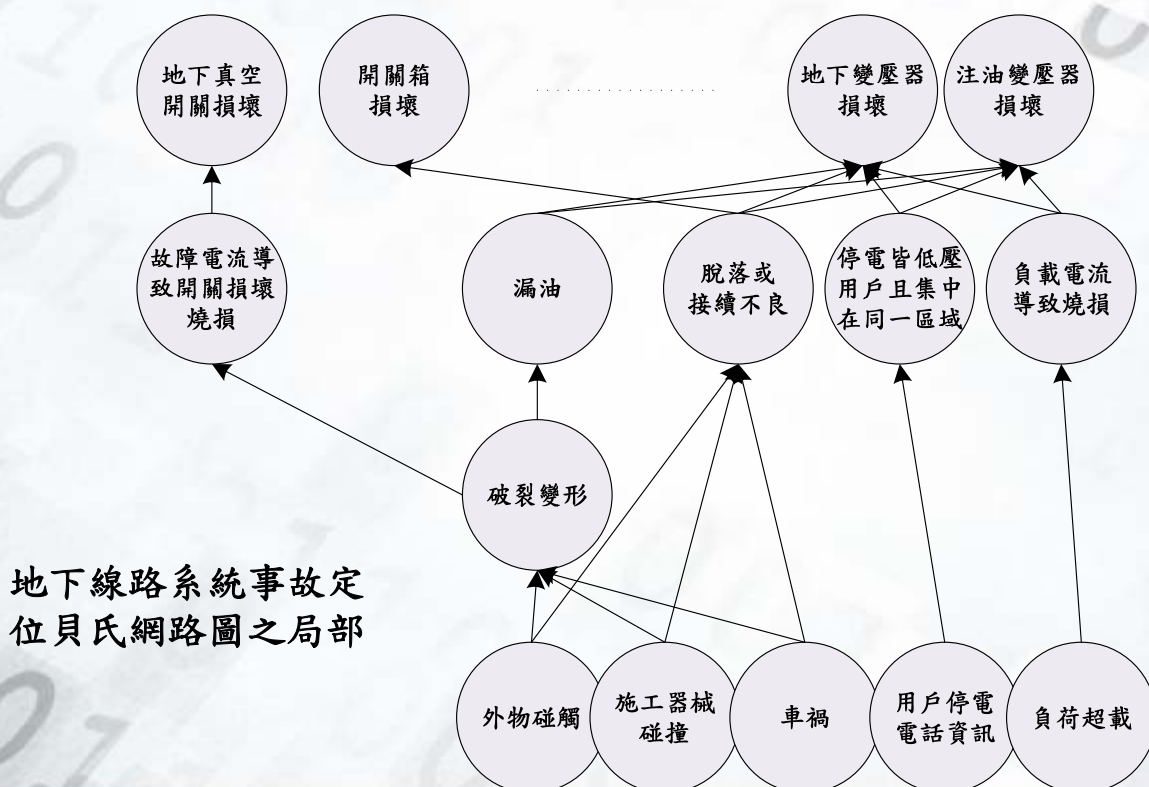 地下真空
開關損壞
開關箱
損壞
地下變壓器
損壞
注油變壓器
損壞
故障電流導
致開關損壞
燒損
漏油
脫落或
接續不良
停電皆低壓
用戶且集中
在同一區域
負載電流
導致燒損
破裂變形
地下線路系統事故定
位貝氏網路圖之局部
外物碰觸
施工器械
碰撞
車禍
用戶停電
電話資訊
負荷超載